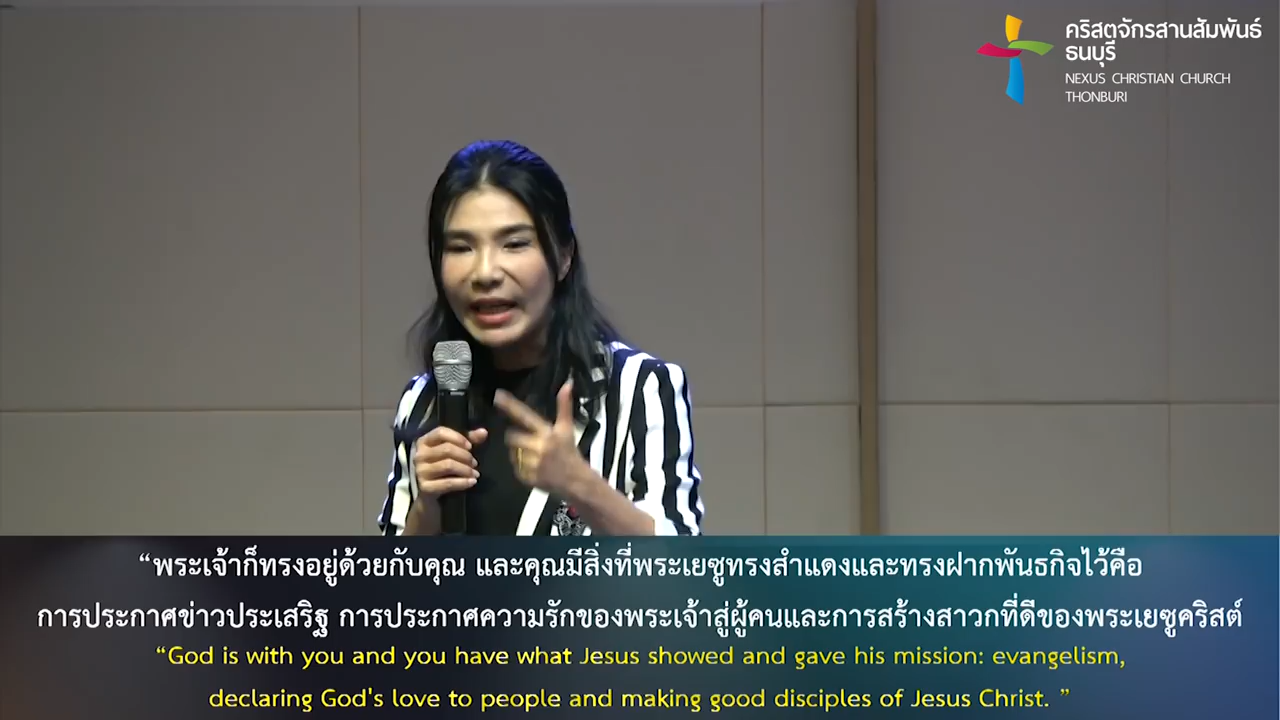 คริสตจักรสานสัมพันธ์
ธนบุรี
NEXUS CHRISTIAN CHURCH
THONBURI
“พระเจ้าก็ทรงอยู่ด้วยกับคุณ และคุณมีสิ่งที่พระเยซูทรงสำแดงและทรงฝากพันธกิจไว้คือ
การประกาศข่าวประเสริฐ การประกาศความรักของพระเจ้าสู่ผู้คนและการสร้างสาวกที่ดีของพระเยซูคริสต์
“God is with you and you have what Jesus showed and gave his mission: evangelism,
declaring God's love to people and making good disciples of Jesus Christ. ”